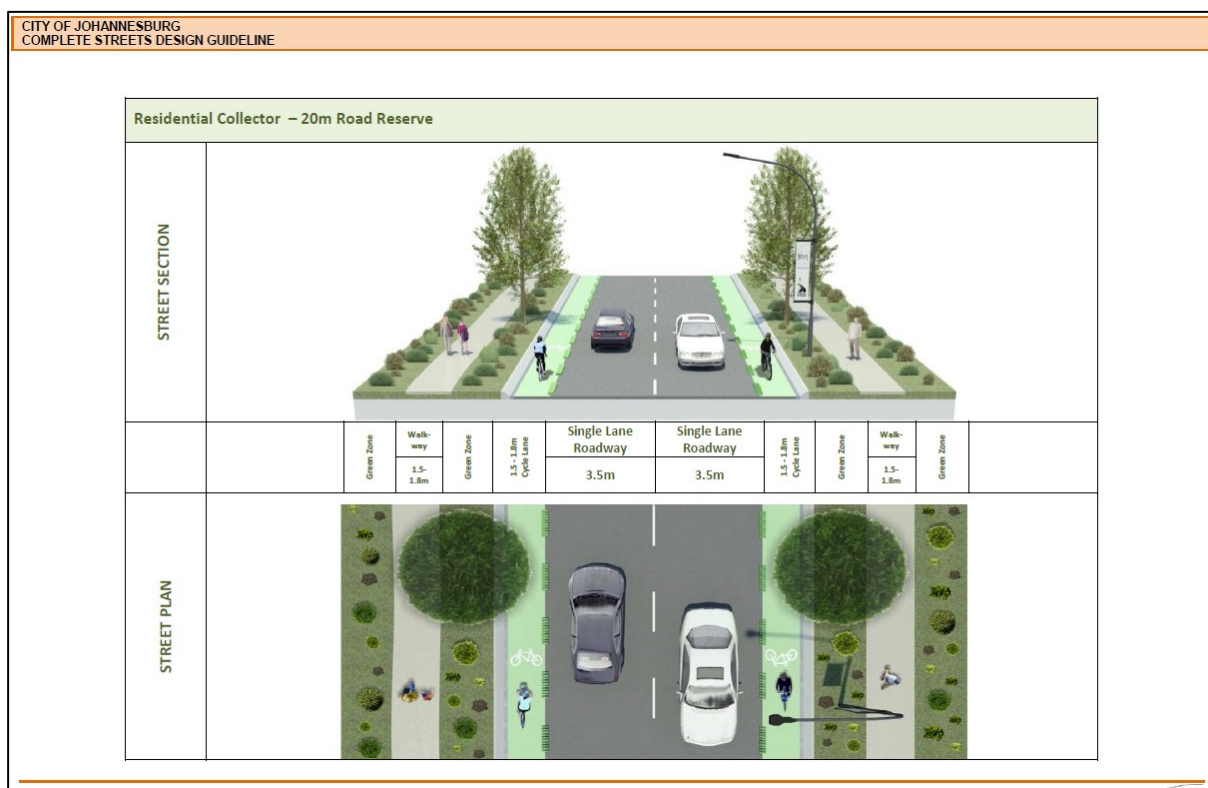 CITY OF JOHANNESBURG
COMPLETE STREETS DESIGN GUIDELINE
Residential Collector – 20m Road Reserve
STREET SECTION
Green Zone
Walk-
way
1.5-
1.8m
Green Zone
1.5 - 1.8m
Cycle Lane
Single Lane
Roadway
3.5m
Single Lane
Roadway
3.5m
1.5 - 1.8m
Cycle Lane
Green Zone
Walk-
way
1.5-
1.8m
Green Zone
STREET PLAN